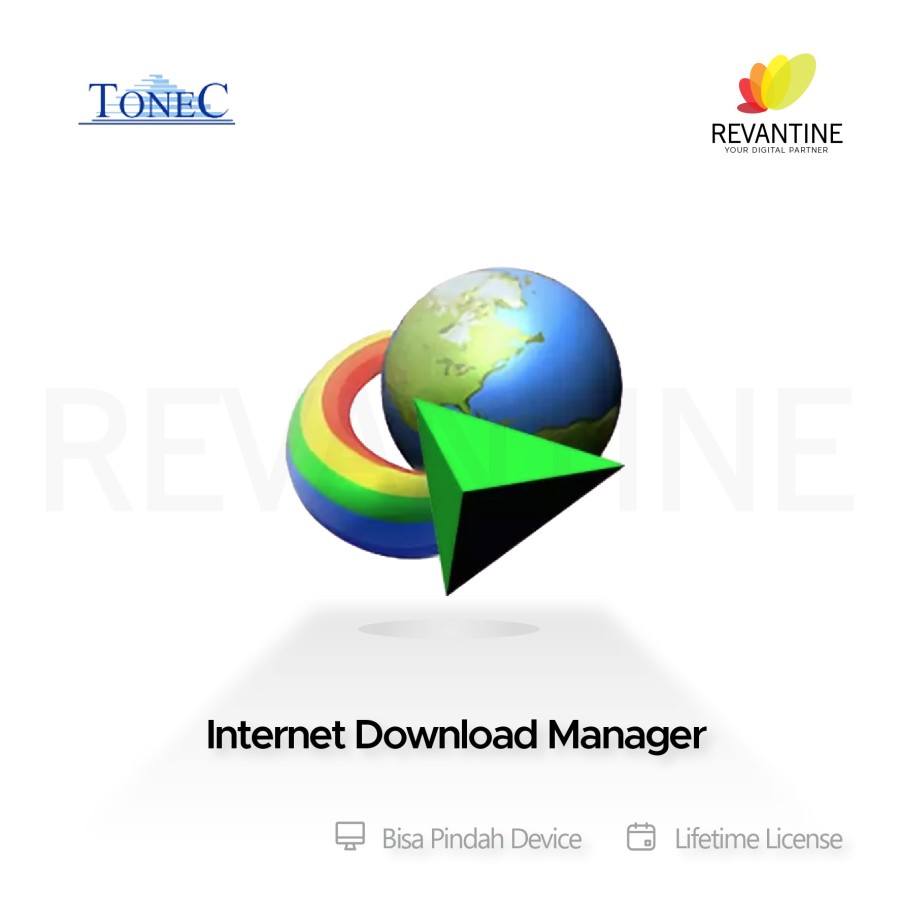 TONEC
REVANTINE
YOUR DIGITAL PARTNER
REVANTINE
Internet Download Manager
Bisa Pindah Device
Lifetime License